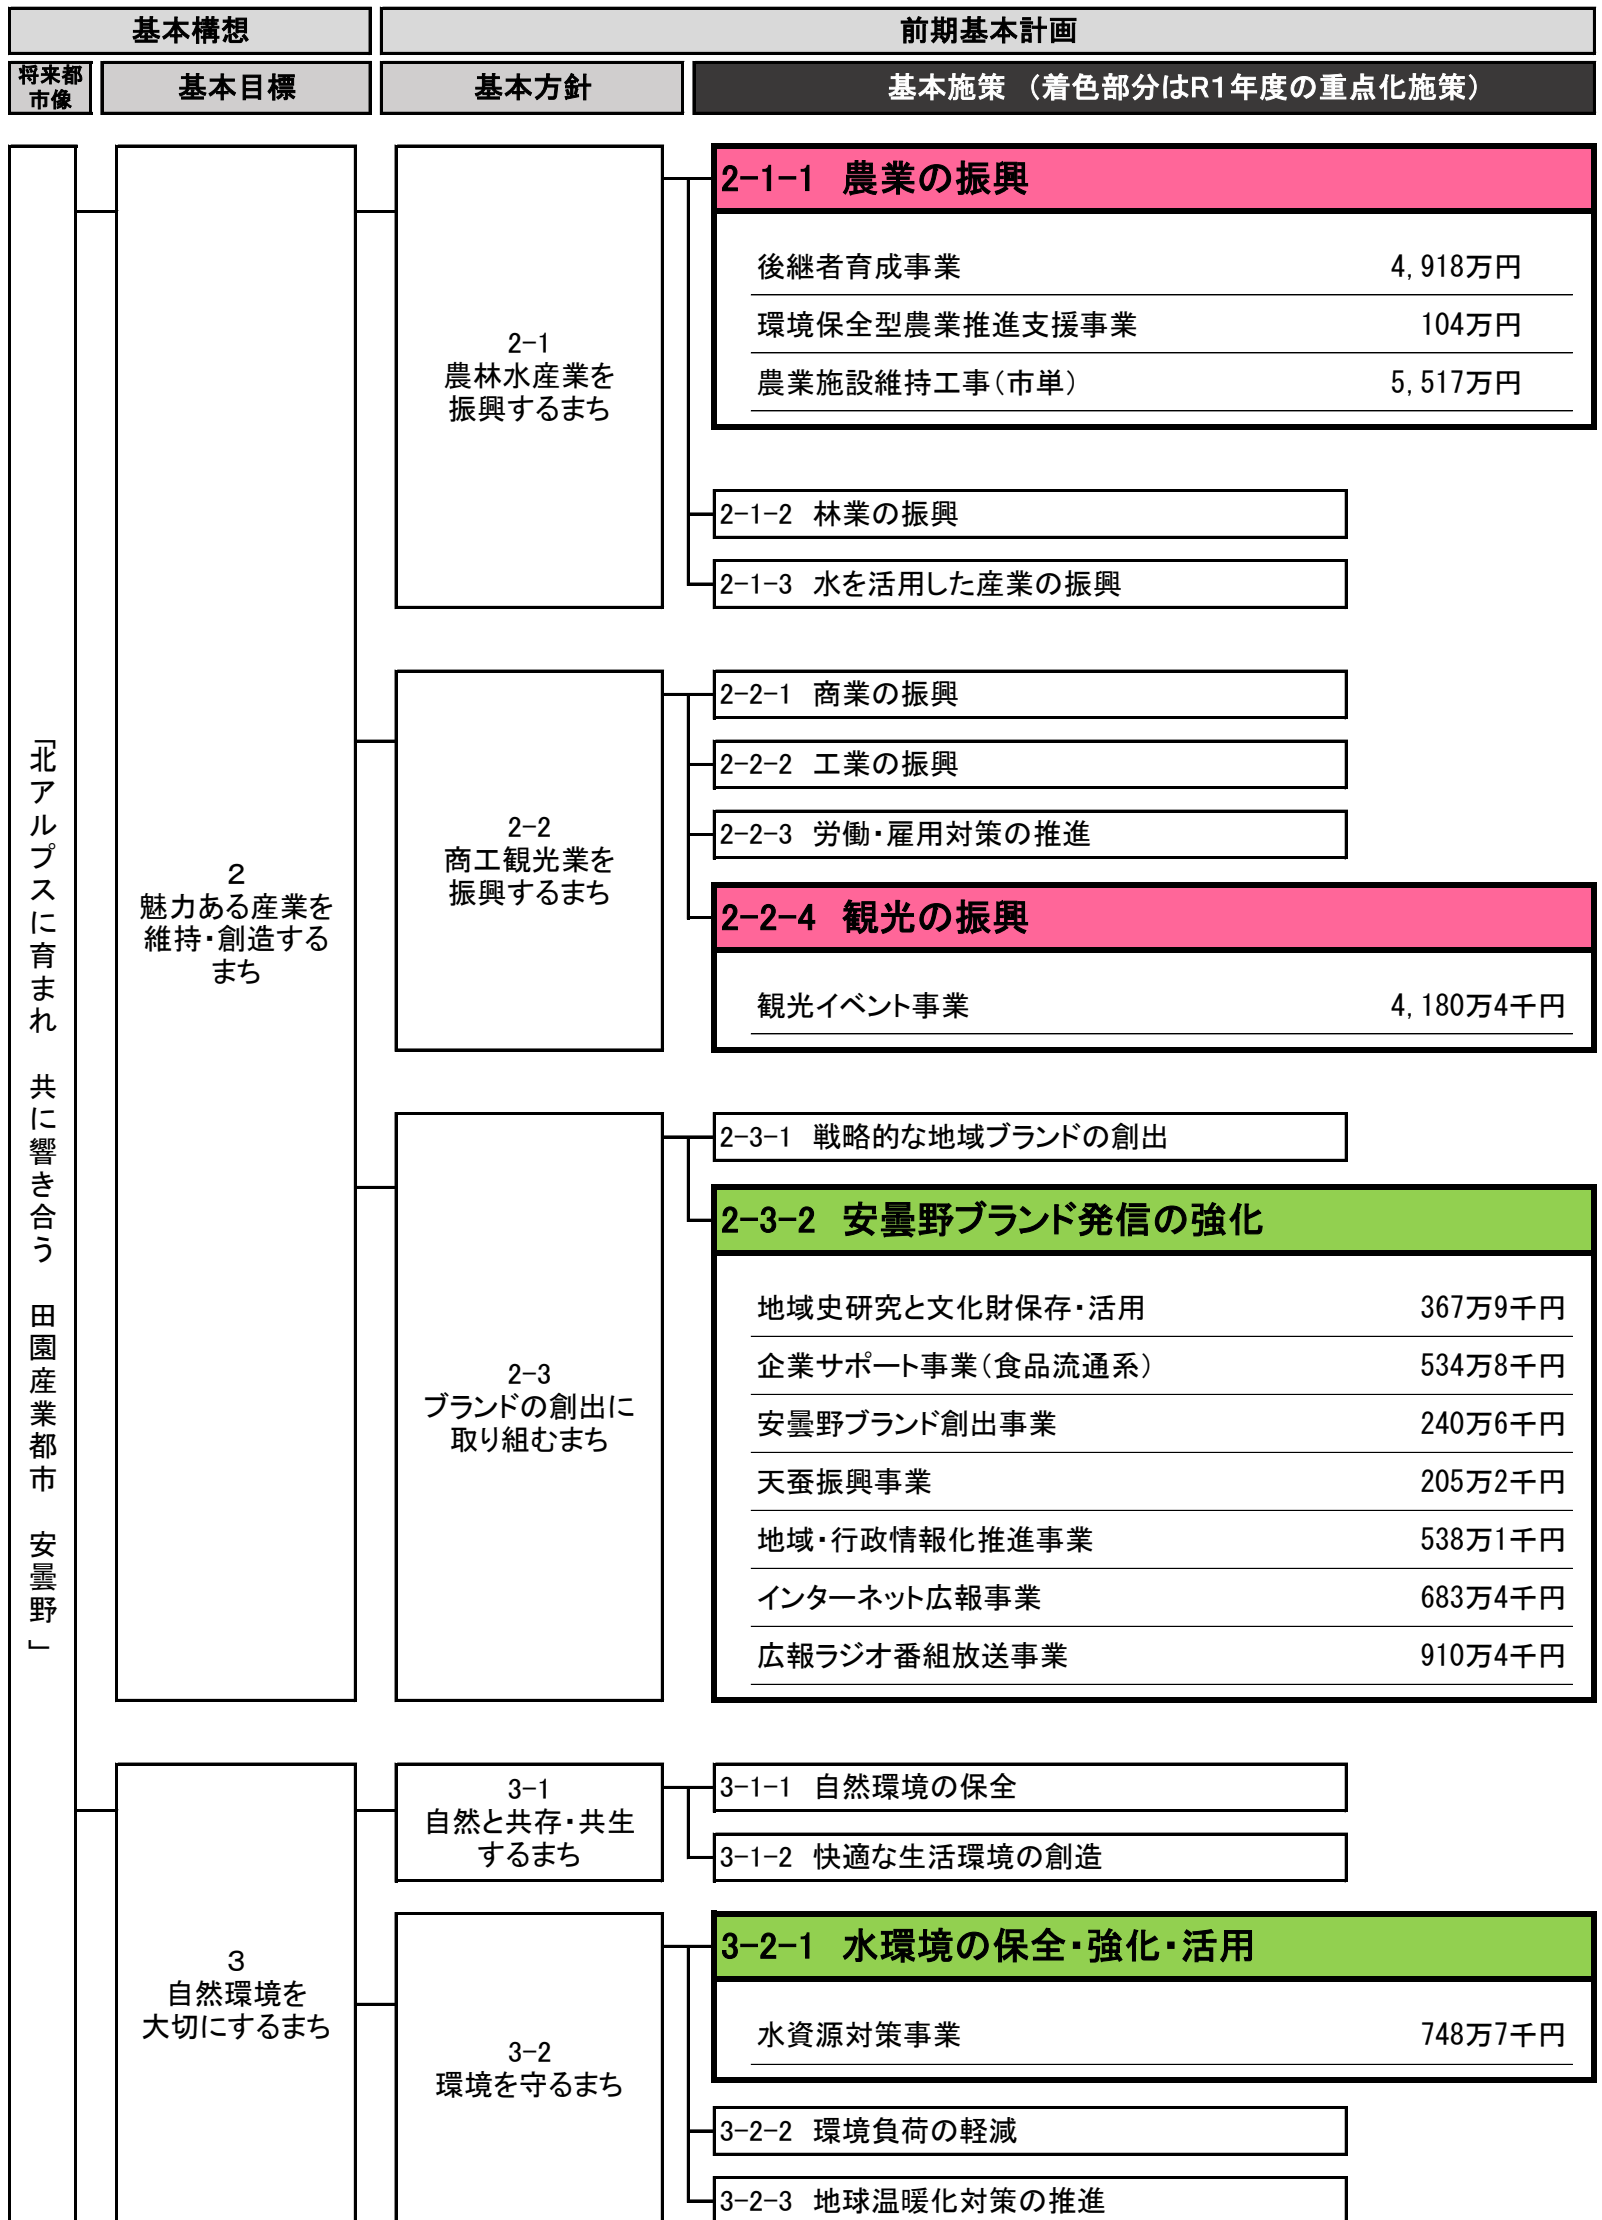 基本構想
前期基本計画
将来都
市像
基本目標
基本方針
基本施策 （着色部分はR1年度の重点化施策）
「北アルプスに育まれ　共に響き合う　田園産業都市　安曇野」
2
魅力ある産業を
維持・創造する
まち
2-1
農林水産業を
振興するまち
2-1-1 農業の振興
後継者育成事業 4,918万円
環境保全型農業推進支援事業 104万円
農業施設維持工事（市単） 5,517万円
2-1-2 林業の振興
2-1-3 水を活用した産業の振興
2-2
商工観光業を
振興するまち
2-2-1 商業の振興
2-2-2 工業の振興
2-2-3 労働・雇用対策の推進
2-2-4 観光の振興
観光イベント事業 4,180万4千円
2-3
ブランドの創出に
取り組むまち
2-3-1 戦略的な地域ブランドの創出
2-3-2 安曇野ブランド発信の強化
地域史研究と文化財保存・活用 367万9千円
企業サポート事業（食品流通系） 534万8千円
安曇野ブランド創出事業 240万6千円
天蚕振興事業 205万2千円
地域・行政情報化推進事業 538万1千円
インターネット広報事業 683万4千円
広報ラジオ番組放送事業 910万4千円
3
自然環境を
大切にするまち
3-1
自然と共存・共生
するまち
3-1-1 自然環境の保全
3-1-2 快適な生活環境の創造
3-2
環境を守るまち
3-2-1 水環境の保全・強化・活用
水資源対策事業 748万7千円
3-2-2 環境負荷の軽減
3-2-3 地球温暖化対策の推進